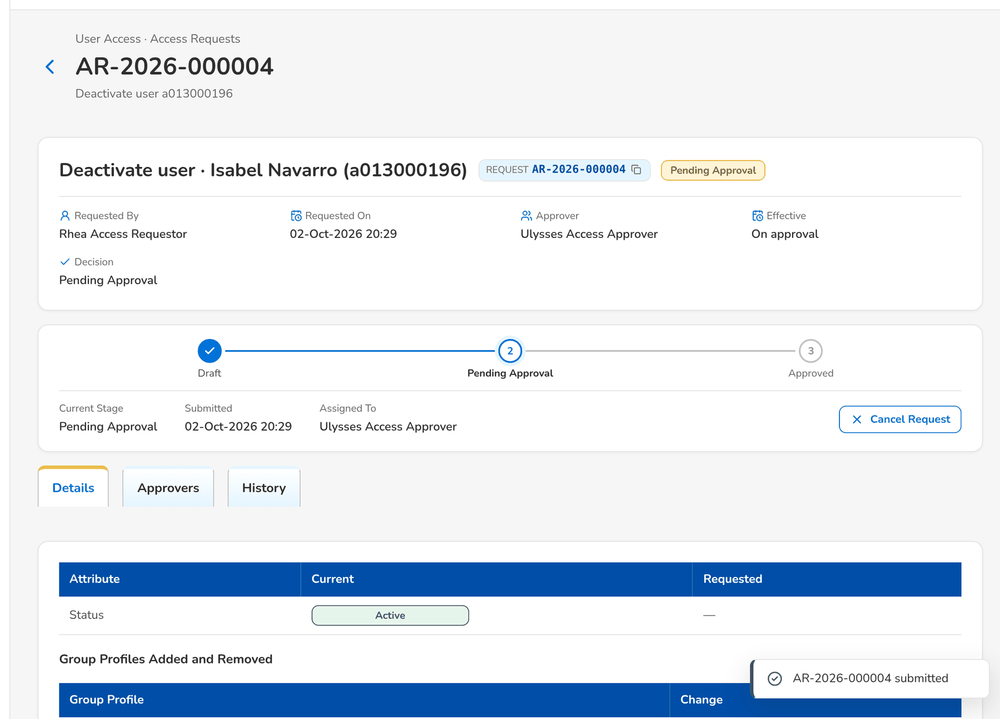 User Access · Access Requests
AR-2026-000004
Deactivate user a013000196
Deactivate user · Isabel Navarro (a013000196) REQUEST AR-2026-000004 Pending Approval
Requested By Requested On Approver Effective
Rhea Access Requestor 02-Oct-2026 20:29 Ulysses Access Approver On approval
Decision
Pending Approval
2 3
Draft Pending Approval Approved
Current Stage Submitted Assigned To
Pending Approval 02-Oct-2026 20:29 Ulysses Access Approver Cancel Request
Details Approvers History
Attribute Current Requested
Status Active —
Group Profiles Added and Removed
AR-2026-000004 submitted
Group Profile Change